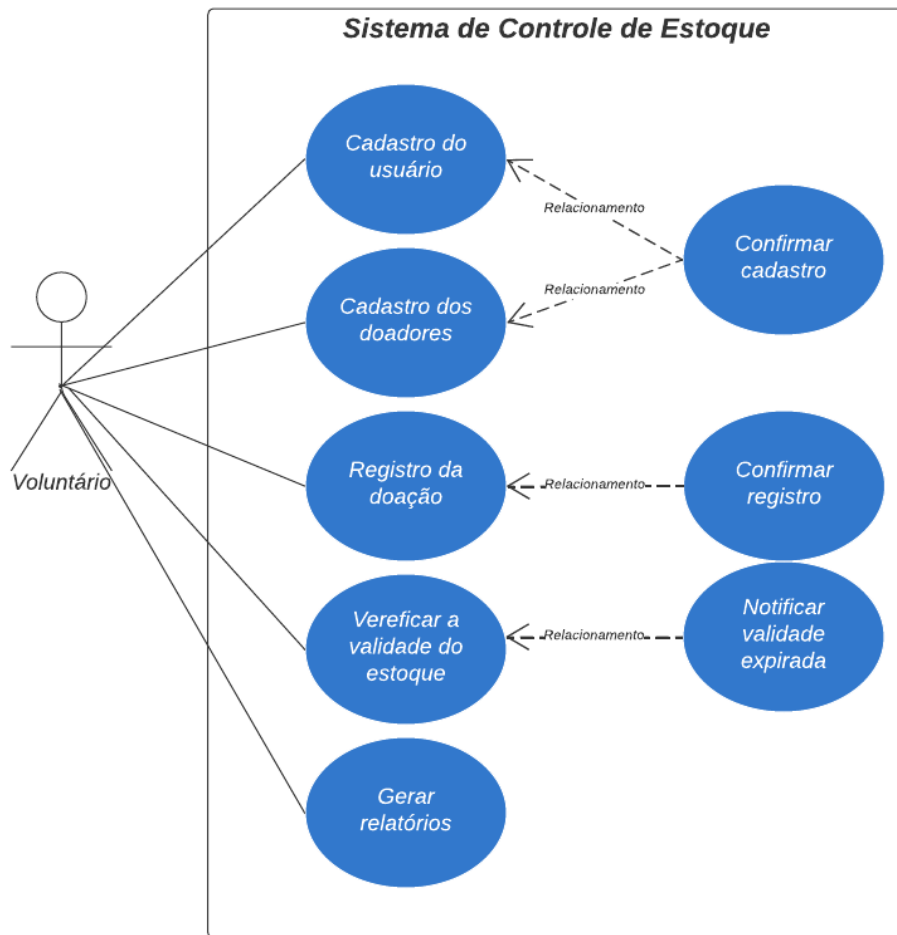 Sistema de Controle de Estoque
Cadastro do
usuário
Relacionamento
Confirmar
cadastro
Relacionamento
Cadastro dos
doadores
Voluntário
Registro da
doação
Relacionamento
Confirmar
registro
Vereficar a
validade do
estoque
Relacionamento
Notificar
validade
expirada
Gerar
relatórios